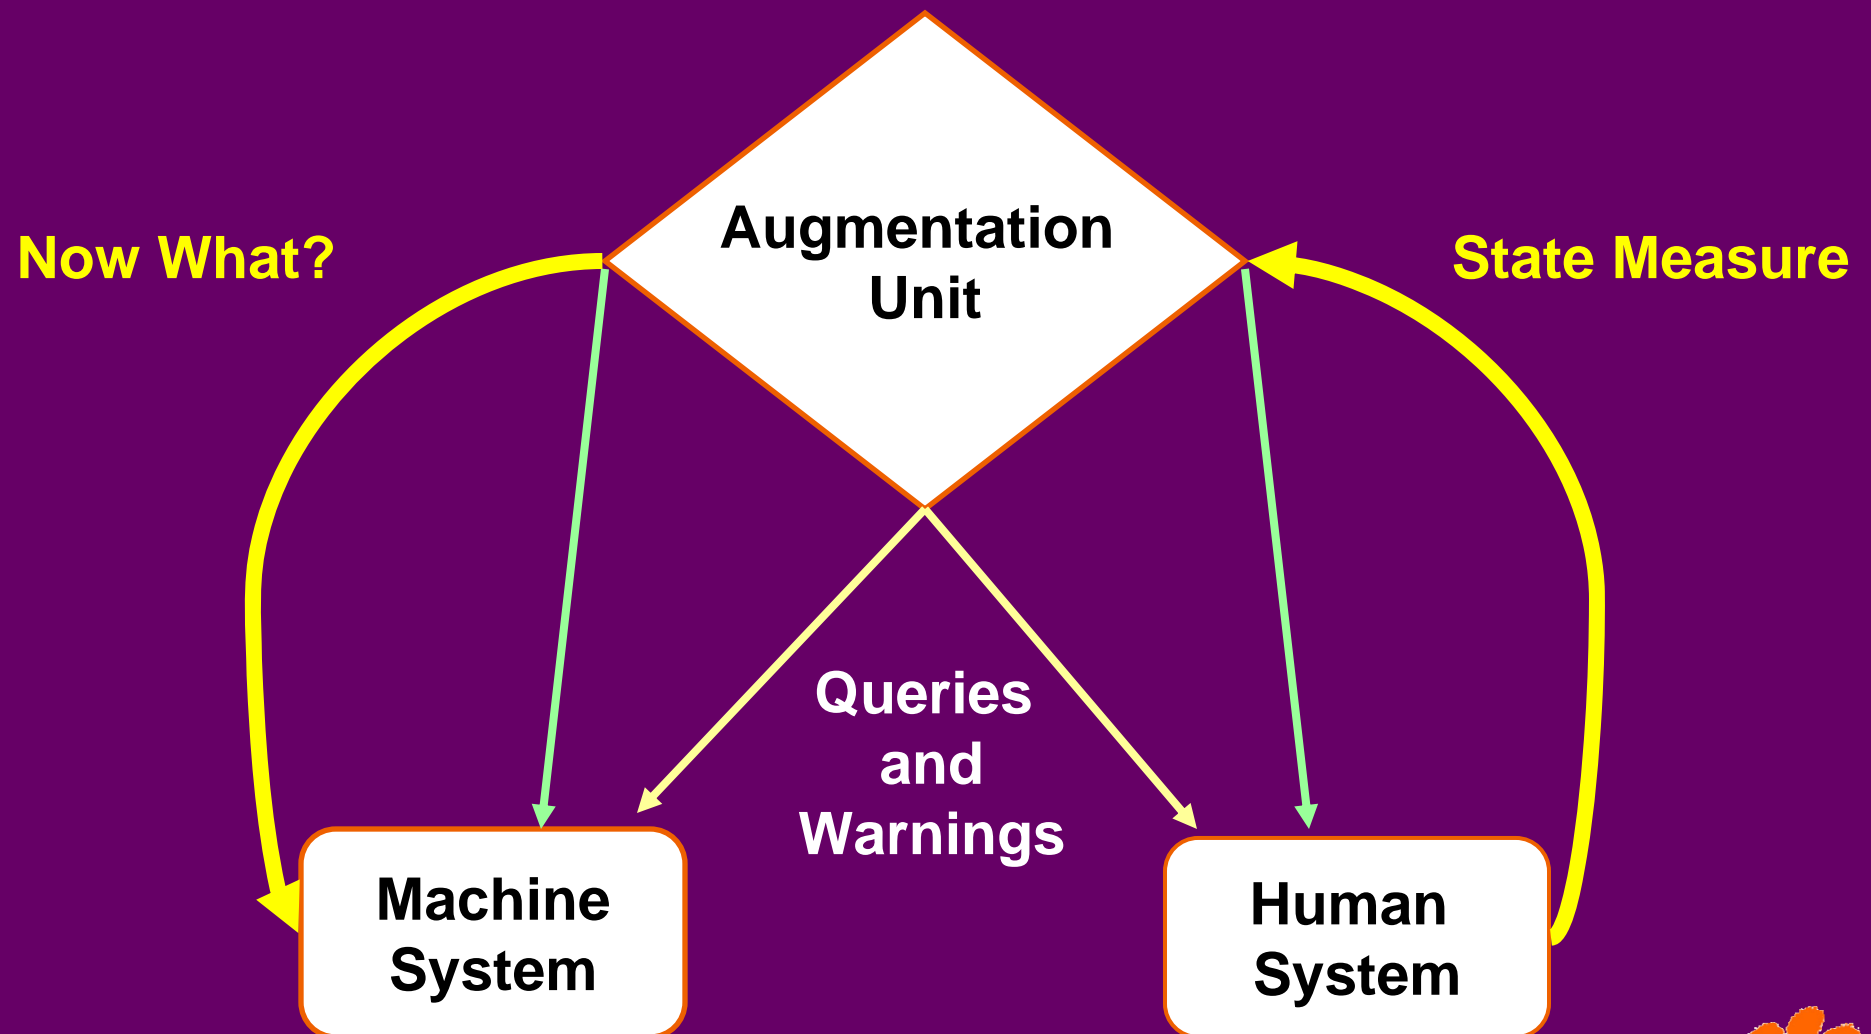 Augmentation
Unit
Now What?
State Measure
Queries
and
Warnings
Machine
System
Human
System